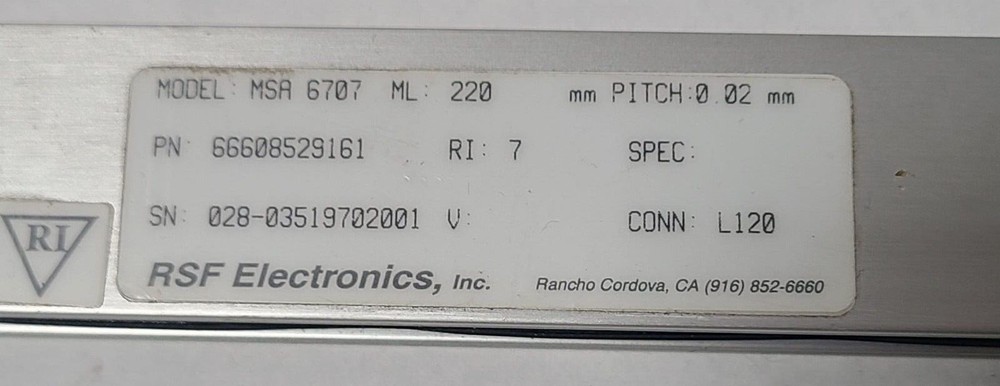 MODEL: MSA 6707 ML: 220 mm PITCH:0.02 mm
PN: 66608529161 RI: 7 SPEC:
SN: 028-03519702001 V: CONN: L120
RI
RSF Electronics, Inc. Rancho Cordova, CA (916) 852-6660